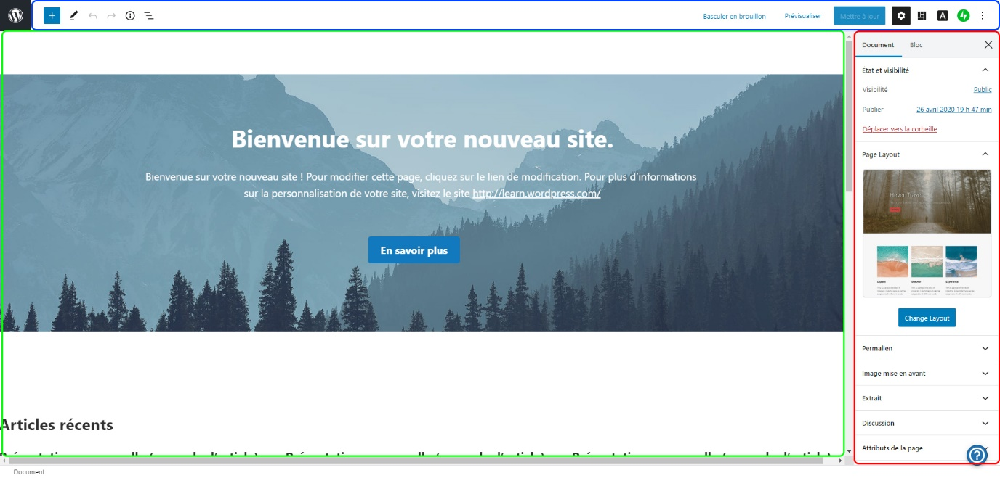 Basculer en brouillon
Prévisualiser
Mettre à jour
Document
Bloc
État et visibilité
Visibilité
Public
Publier
26 avril 2020 19 h 47 min
Déplacer vers la corbeille
Page Layout
Change Layout
Permalien
Image mise en avant
Extrait
Discussion
Attributs de la page
Bienvenue sur votre nouveau site.
Bienvenue sur votre nouveau site ! Pour modifier cette page, cliquez sur le lien de modification. Pour plus d'informations
sur la personnalisation de votre site, visitez le site http://learn.wordpress.com/
En savoir plus
Articles récents
Document